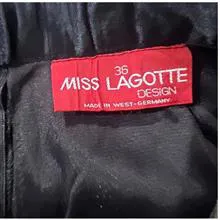 36
MISS LAGOTTE
DESIGN
MADE IN WEST-GERMANY